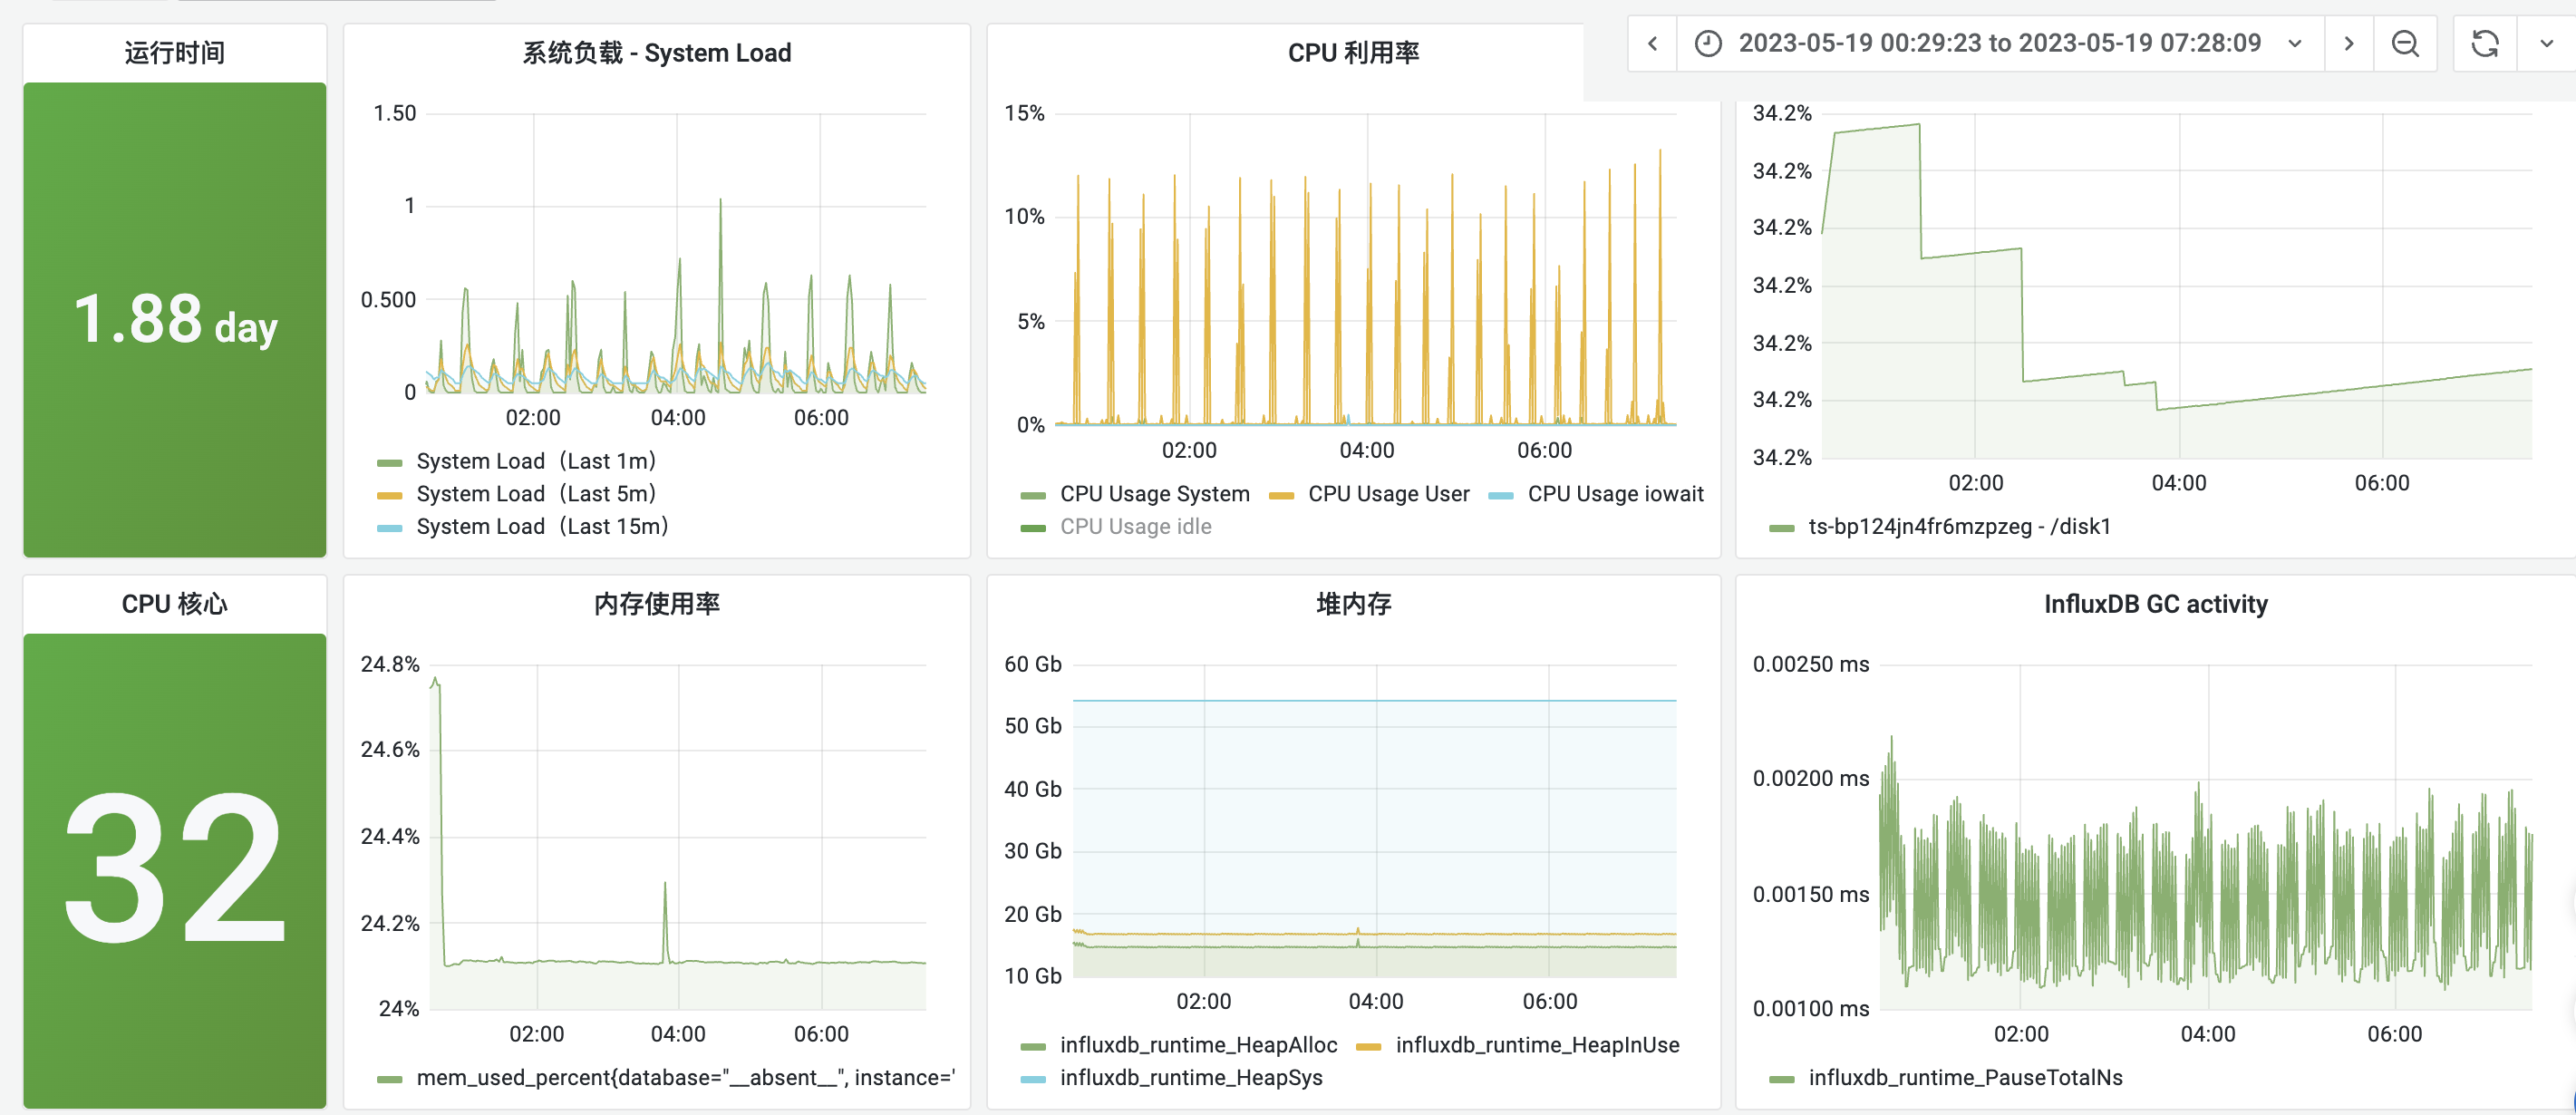 2023-05-19 00:29:23 to 2023-05-19 07:28:09
运行时间
1.88 day
系统负载 - System Load
1.50
1
0.500
0
02:00
04:00
06:00
System Load（Last 1m）
System Load（Last 5m）
System Load（Last 15m）
CPU 利用率
15%
10%
5%
0%
02:00
04:00
06:00
CPU Usage System
CPU Usage User
CPU Usage iowait
CPU Usage idle
34.2%
34.2%
34.2%
34.2%
34.2%
34.2%
34.2%
02:00
04:00
06:00
ts-bp124jn4fr6mzpzeg - /disk1
CPU 核心
32
内存使用率
24.8%
24.6%
24.4%
24.2%
24%
02:00
04:00
06:00
mem_used_percent{database="__absent__", instance='
堆内存
60 Gb
50 Gb
40 Gb
30 Gb
20 Gb
10 Gb
02:00
04:00
06:00
influxdb_runtime_HeapAlloc
influxdb_runtime_HeapInUse
influxdb_runtime_HeapSys
InfluxDB GC activity
0.00250 ms
0.00200 ms
0.00150 ms
0.00100 ms
02:00
04:00
06:00
influxdb_runtime_PauseTotalNs